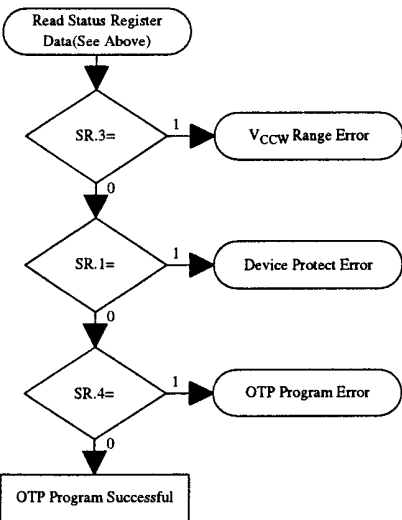 Read Status Register
Data(See Above)
SR.3=
1
VCCW Range Error
0
SR.1=
1
Device Protect Error
0
SR.4=
1
OTP Program Error
0
OTP Program Successful